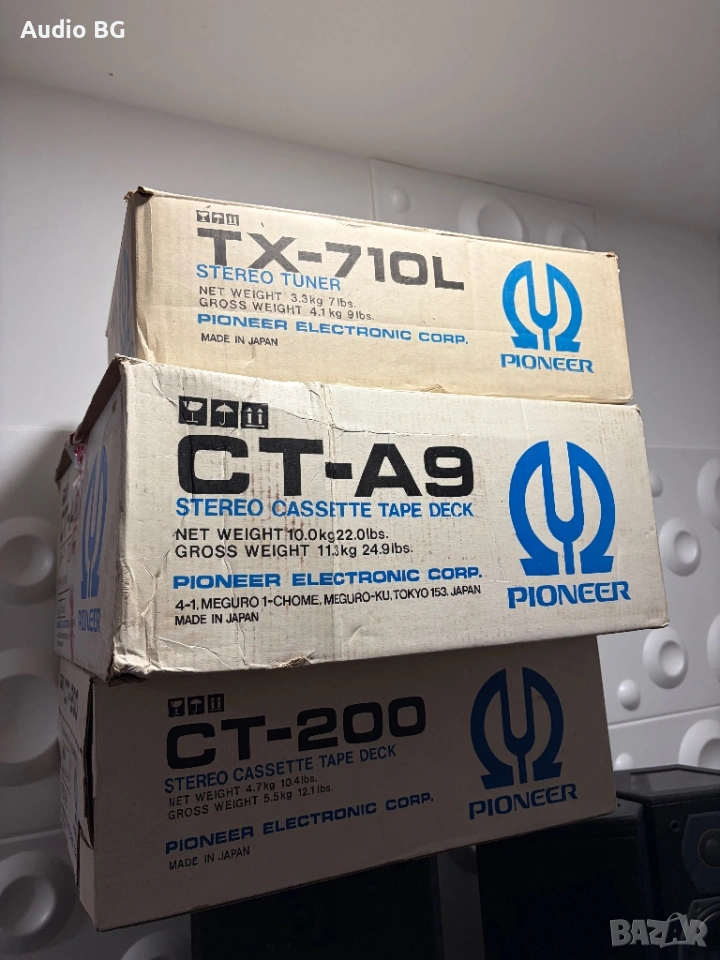 Audio BG
TX-710L
STEREO TUNER
NET WEIGHT 3.3kg 7lbs.
GROSS WEIGHT 4.1kg 9lbs.
PIONEER ELECTRONIC CORP.
MADE IN JAPAN
PIONEER
CT-A9
STEREO CASSETTE TAPE DECK
NET WEIGHT 10.0kg 22.0lbs.
GROSS WEIGHT 11.3kg 24.9lbs.
PIONEER ELECTRONIC CORP.
4-1, MEGURO 1-CHOME, MEGURO-KU, TOKYO 153, JAPAN
MADE IN JAPAN
PIONEER
PIONEER
CT-200
STEREO CASSETTE TAPE DECK
NET WEIGHT 4.7kg 10.4lbs.
GROSS WEIGHT 5.5kg 12.1lbs.
PIONEER ELECTRONIC CORP.
MADE IN JAPAN
PIONEER
CT-200
BAZAR